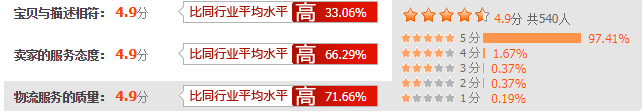 宝贝与描述相符： 4.9分 比同行业平均水平 高 33.06%
卖家的服务态度： 4.9分 比同行业平均水平 高 66.29%
物流服务的质量： 4.9分 比同行业平均水平 高 71.66%
4.9分 共540人
5 分 97.41%
4 分 1.67%
3 分 0.37%
2 分 0.37%
1 分 0.19%